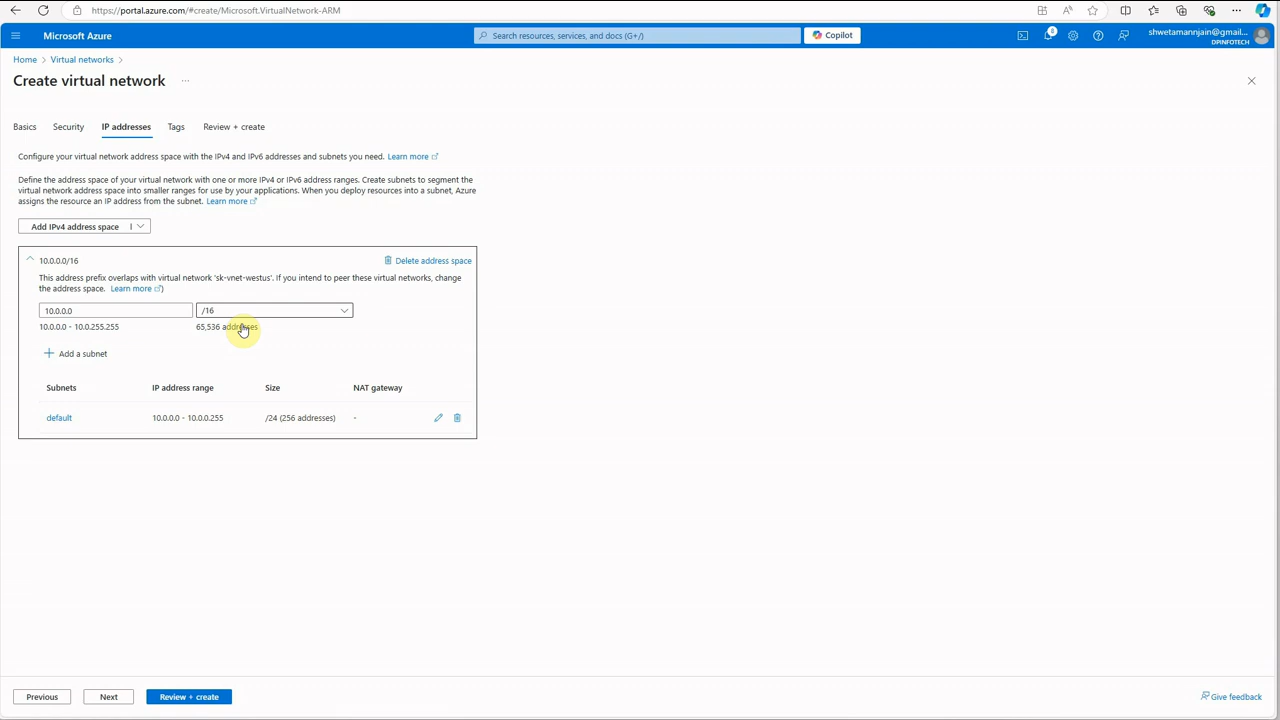 https://portal.azure.com/#create/Microsoft.VirtualNetwork-ARM
Microsoft Azure
Search resources, services, and docs (G+/)
Copilot
8
shwetamannjain@gmail...
DPINFOTECH
Home > Virtual networks >
Create virtual network ...
Basics Security IP addresses Tags Review + create
Configure your virtual network address space with the IPv4 and IPv6 addresses and subnets you need. Learn more
Define the address space of your virtual network with one or more IPv4 or IPv6 address ranges. Create subnets to segment the
virtual network address space into smaller ranges for use by your applications. When you deploy resources into a subnet, Azure
assigns the resource an IP address from the subnet. Learn more
Add IPv4 address space |
10.0.0.0/16 Delete address space
This address prefix overlaps with virtual network 'sk-vnet-westus'. If you intend to peer these virtual networks, change
the address space. Learn more )
10.0.0.0 /16
10.0.0.0 - 10.0.255.255 65,536 addresses
+ Add a subnet
Subnets IP address range Size NAT gateway
default 10.0.0.0 - 10.0.0.255 /24 (256 addresses) -
Previous Next Review + create
Give feedback